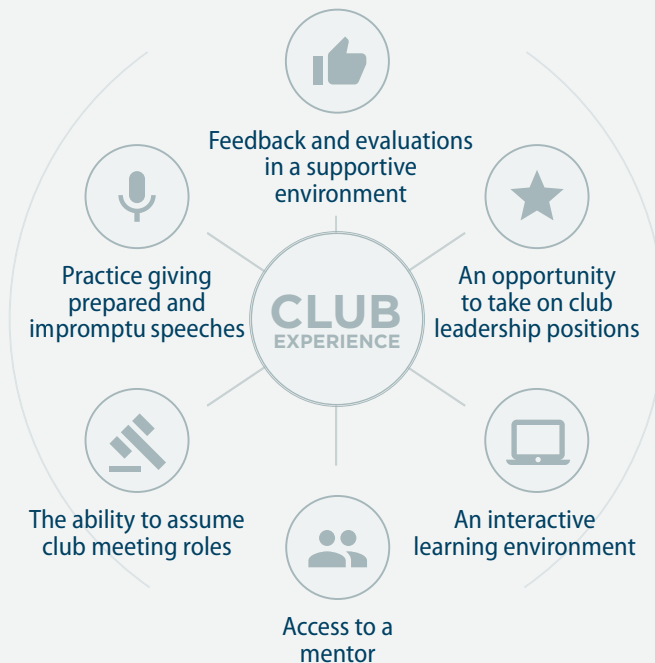 Feedback and evaluations
in a supportive
environment
Practice giving
prepared and
impromptu speeches
CLUB
EXPERIENCE
An opportunity
to take on club
leadership positions
The ability to assume
club meeting roles
An interactive
learning environment
Access to a
mentor